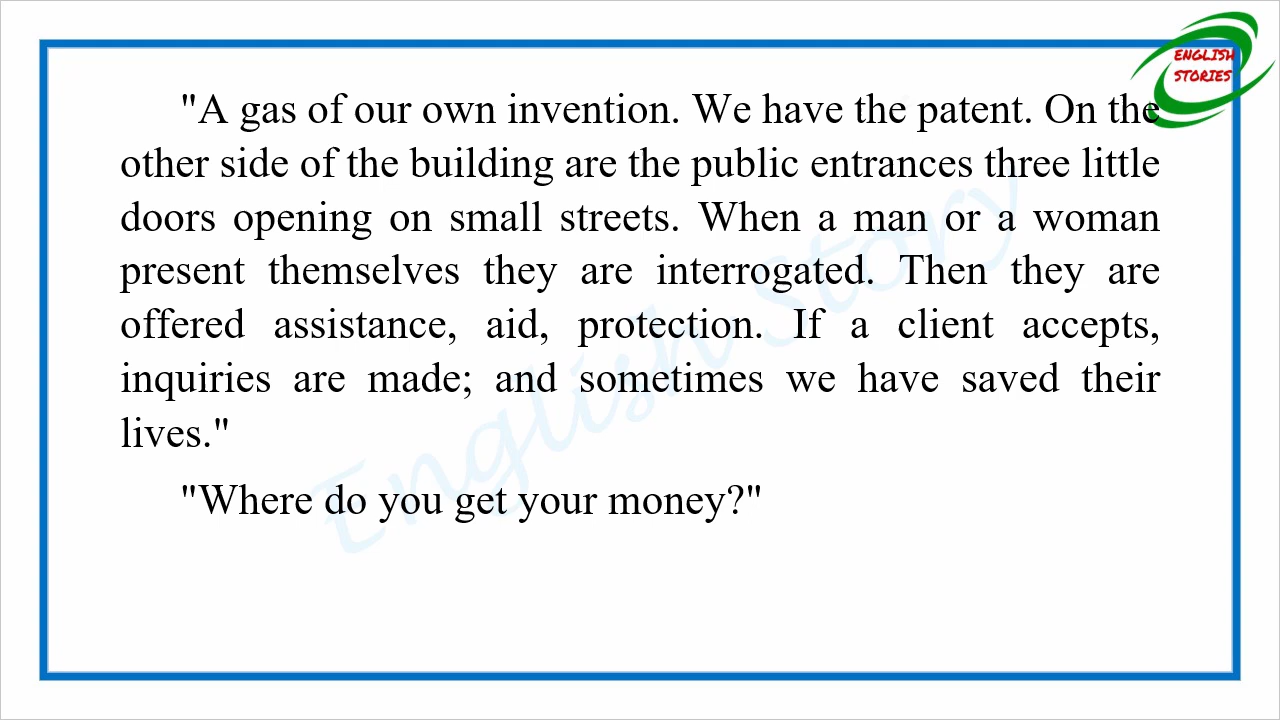 ENGLISH
STORIES
"A gas of our own invention. We have the patent. On the
other side of the building are the public entrances three little
doors opening on small streets. When a man or a woman
present themselves they are interrogated. Then they are
offered assistance, aid, protection. If a client accepts,
inquiries are made; and sometimes we have saved their
lives."
"Where do you get your money?"
English Story